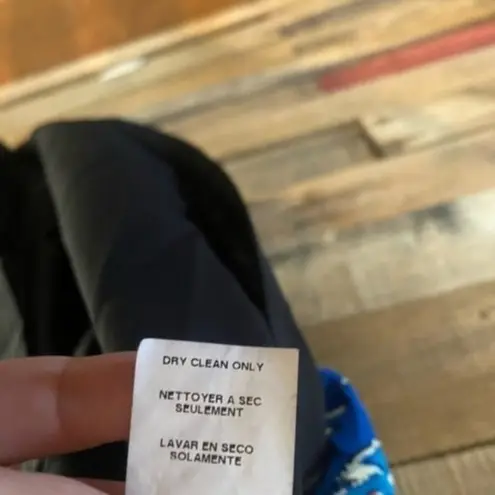 DRY CLEAN ONLY
NETTOYER A SEC
SEULEMENT
LAVAR EN SECO
SOLAMENTE